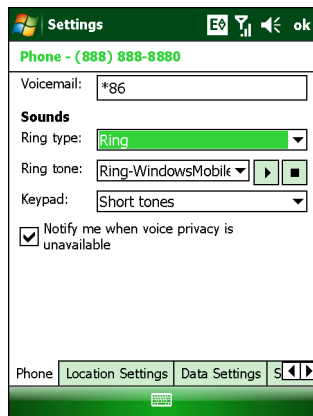 Settings
ok
Phone - (888) 888-8880
Voicemail: *86
Sounds
Ring type: Ring
Ring tone: Ring-WindowsMobile
Keypad: Short tones
Notify me when voice privacy is
unavailable
Phone Location Settings Data Settings S